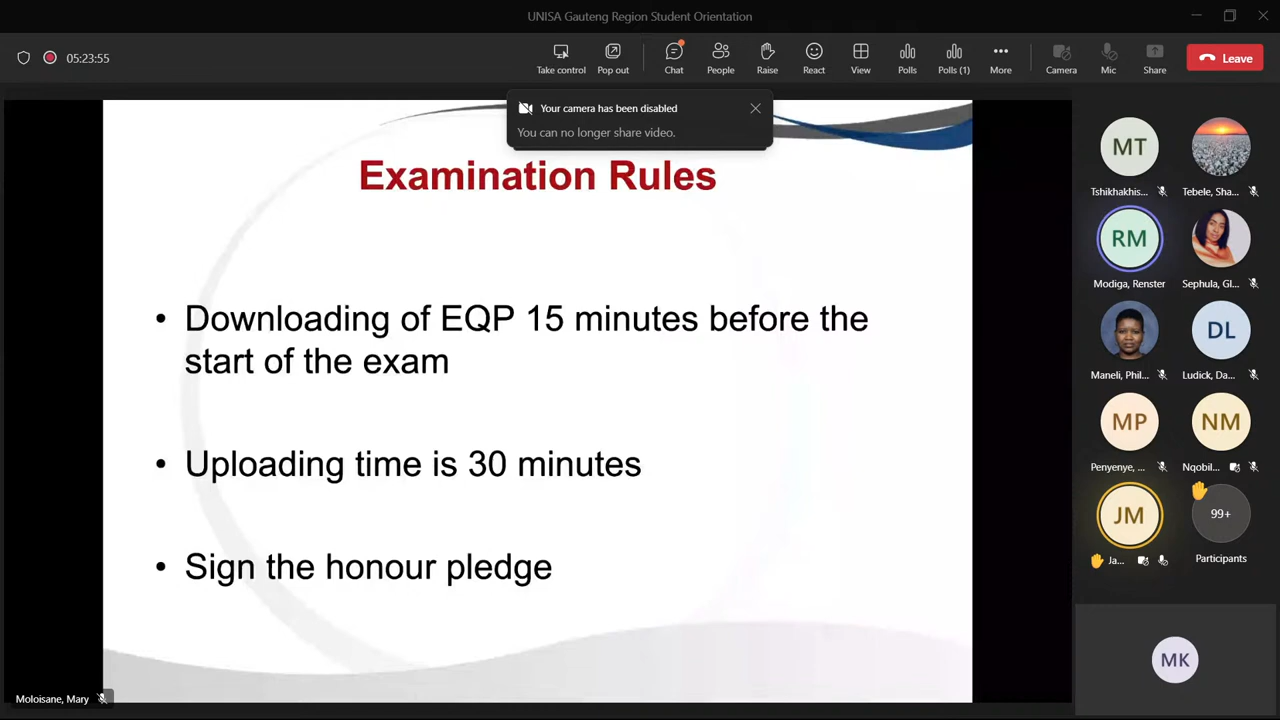 UNISA Gauteng Region Student Orientation
05:23:55
Take control
Pop out
Chat
People
Raise
React
View
Polls
Polls (1)
More
Camera
Mic
Share
Leave
Your camera has been disabled
You can no longer share video.
Examination Rules
• Downloading of EQP 15 minutes before the
start of the exam
• Uploading time is 30 minutes
• Sign the honour pledge
MT
Tshikhakhis...
Tebele, Sha...
RM
Modiga, Renster
Sephula, Gl...
Maneli, Phil...
DL
Ludick, Da...
MP
Penyenye, ...
NM
Nqobil...
JM
Ja...
99+
Participants
MK
Moloisane, Mary